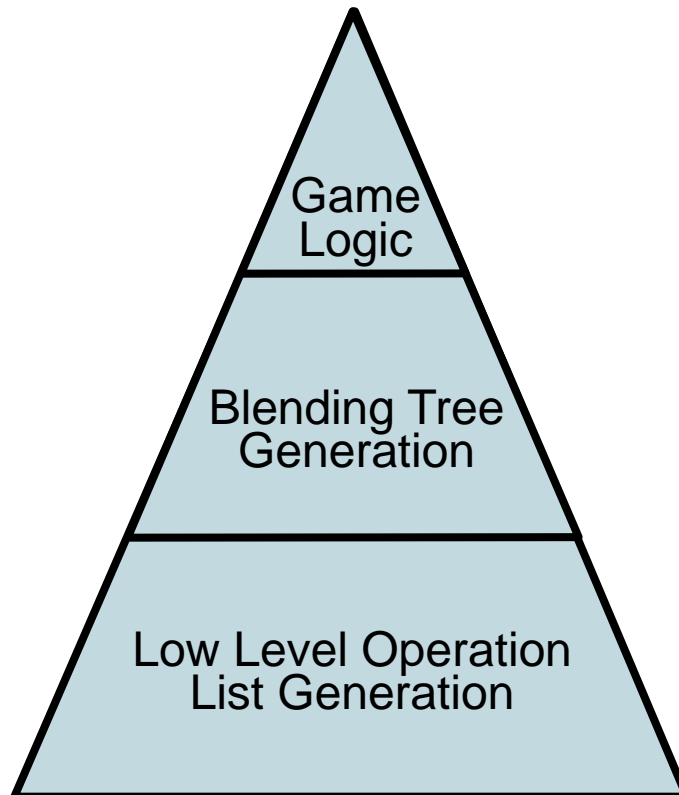 Game
Logic
Blending Tree
Generation
Low Level Operation
List Generation